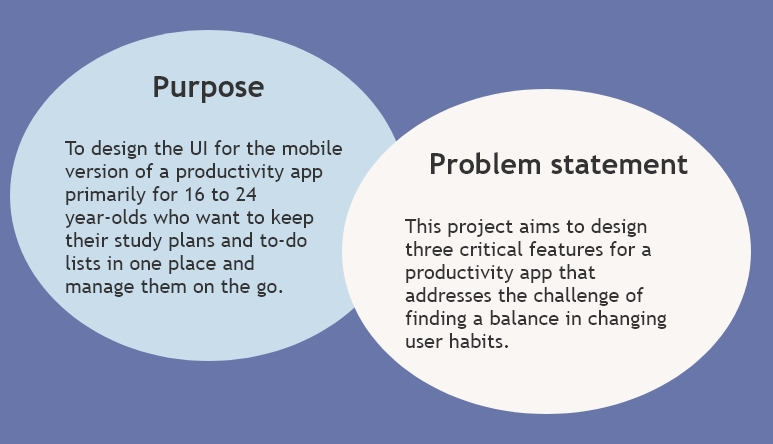 Purpose
To design the UI for the mobile
version of a productivity app
primarily for 16 to 24
year-olds who want to keep
their study plans and to-do
lists in one place and
manage them on the go.
Problem statement
This project aims to design
three critical features for a
productivity app that
addresses the challenge of
finding a balance in changing
user habits.